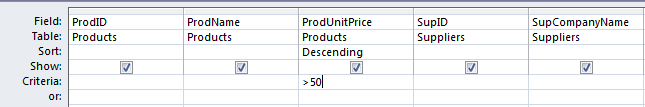 Field: ProdID ProdName ProdUnitPrice SupID SupCompanyName
Table: Products Products Products Suppliers Suppliers
Sort: Descending
Show:
Criteria: >50
or: